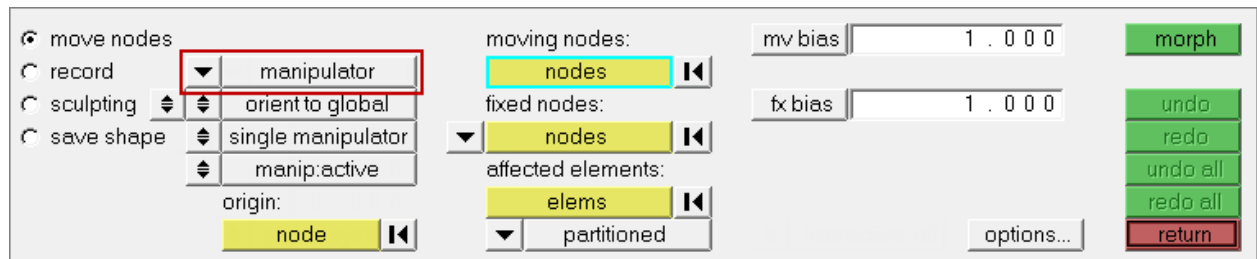 move nodes
record
sculpting
save shape
manipulator
orient to global
single manipulator
manip:active
origin:
node
moving nodes:
nodes
fixed nodes:
nodes
affected elements:
elems
partitioned
mv bias 1.000
fx bias 1.000
options...
morph
undo
redo
undo all
redo all
return